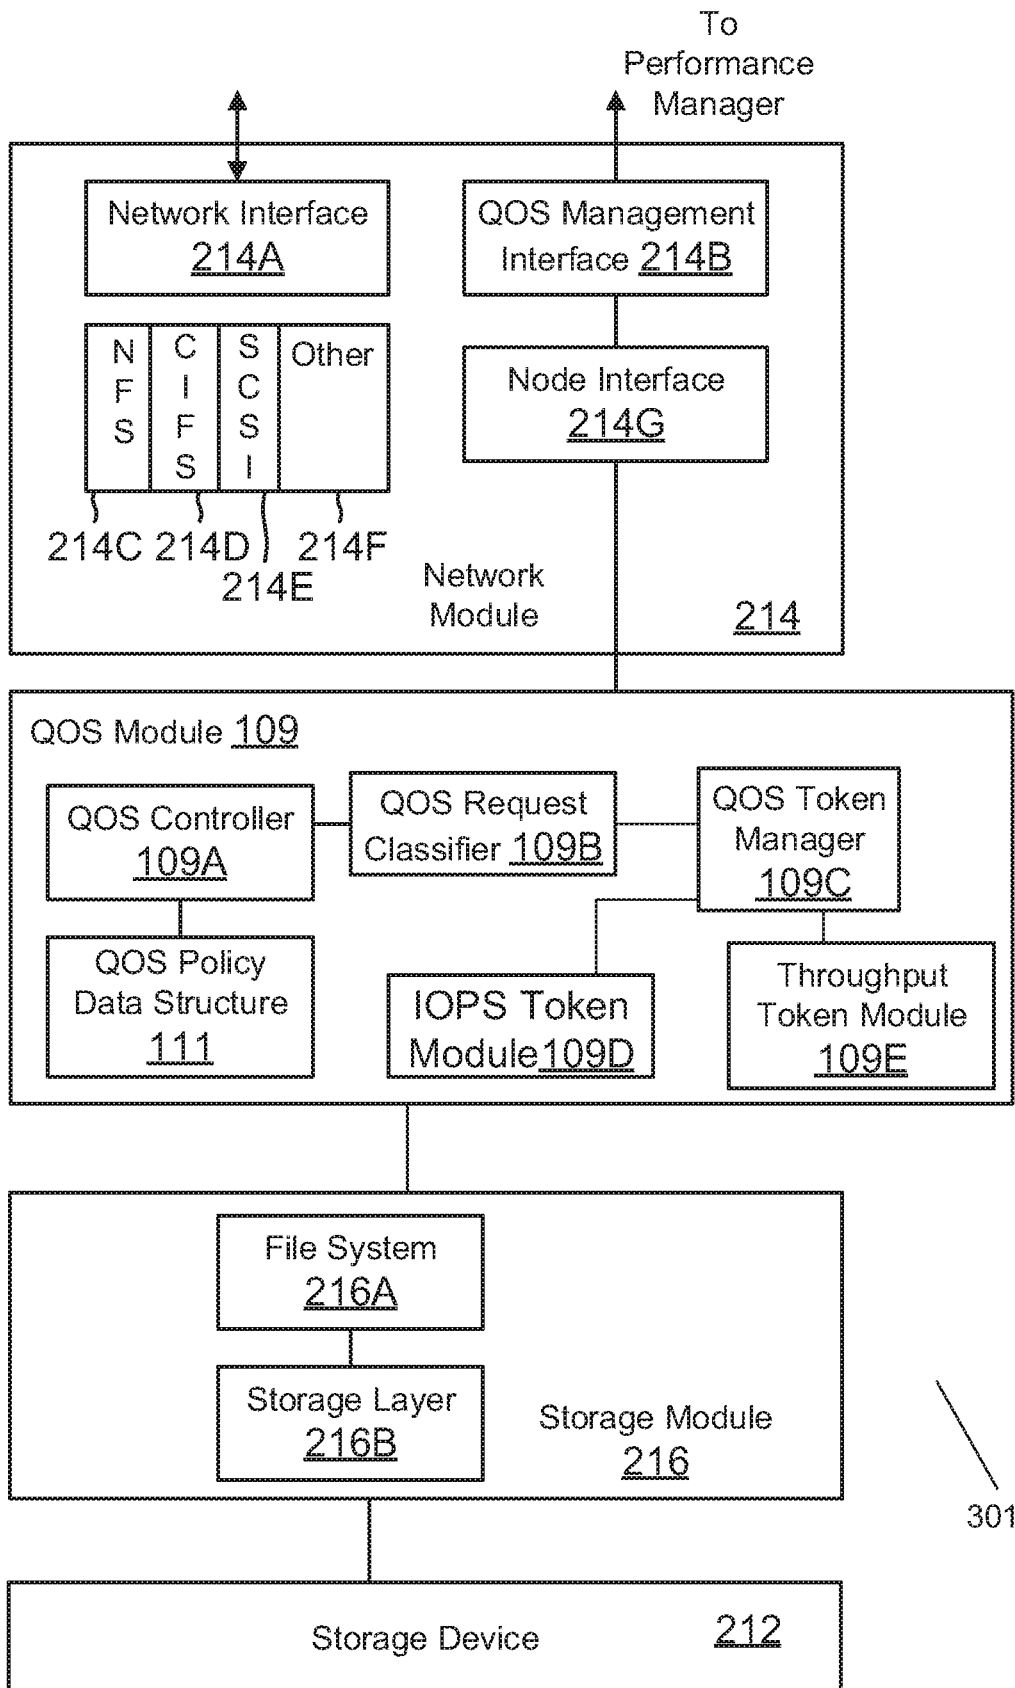 To
Performance
Manager
Network Interface
214A
QOS Management
Interface 214B
NFS
CIFS
SCSI
Other
Node Interface
214G
214C
214D
214E
214F
Network
Module
214
QOS Module 109
QOS Controller
109A
QOS Request
Classifier 109B
QOS Token
Manager
109C
QOS Policy
Data Structure
111
IOPS Token
Module109D
Throughput
Token Module
109E
File System
216A
Storage Layer
216B
Storage Module
216
301
Storage Device
212